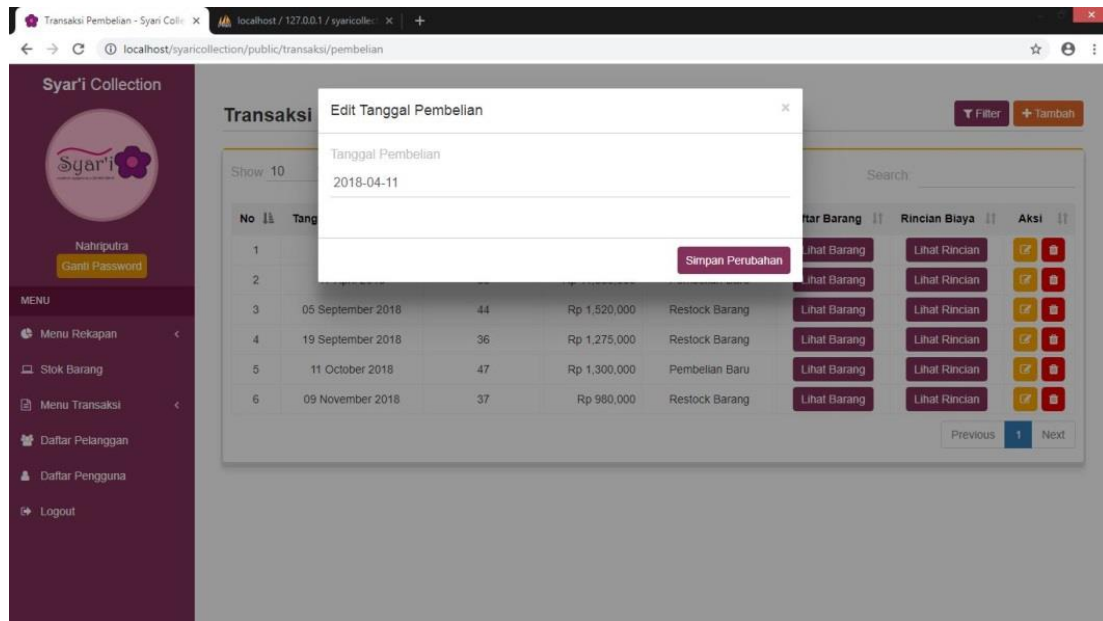 Transaksi Pembelian - Syari Colle
localhost / 127.0.0.1 / syaricollect
localhost/syaricollection/public/transaksi/pembelian
Syar'i Collection
Syar'i
Nahriputra
Ganti Password
MENU
Menu Rekapan
Stok Barang
Menu Transaksi
Daftar Pelanggan
Daftar Pengguna
Logout
Transaksi
Filter
Tambah
Edit Tanggal Pembelian ×
Tanggal Pembelian
2018-04-11
Simpan Perubahan
Show 10
Search:
No Tang ftar Barang Rincian Biaya Aksi
1 Lihat Barang Lihat Rincian
2 Lihat Barang Lihat Rincian
3 05 September 2018 44 Rp 1,520,000 Restock Barang Lihat Barang Lihat Rincian
4 19 September 2018 36 Rp 1,275,000 Restock Barang Lihat Barang Lihat Rincian
5 11 October 2018 47 Rp 1,300,000 Pembelian Baru Lihat Barang Lihat Rincian
6 09 November 2018 37 Rp 980,000 Restock Barang Lihat Barang Lihat Rincian
Previous 1 Next